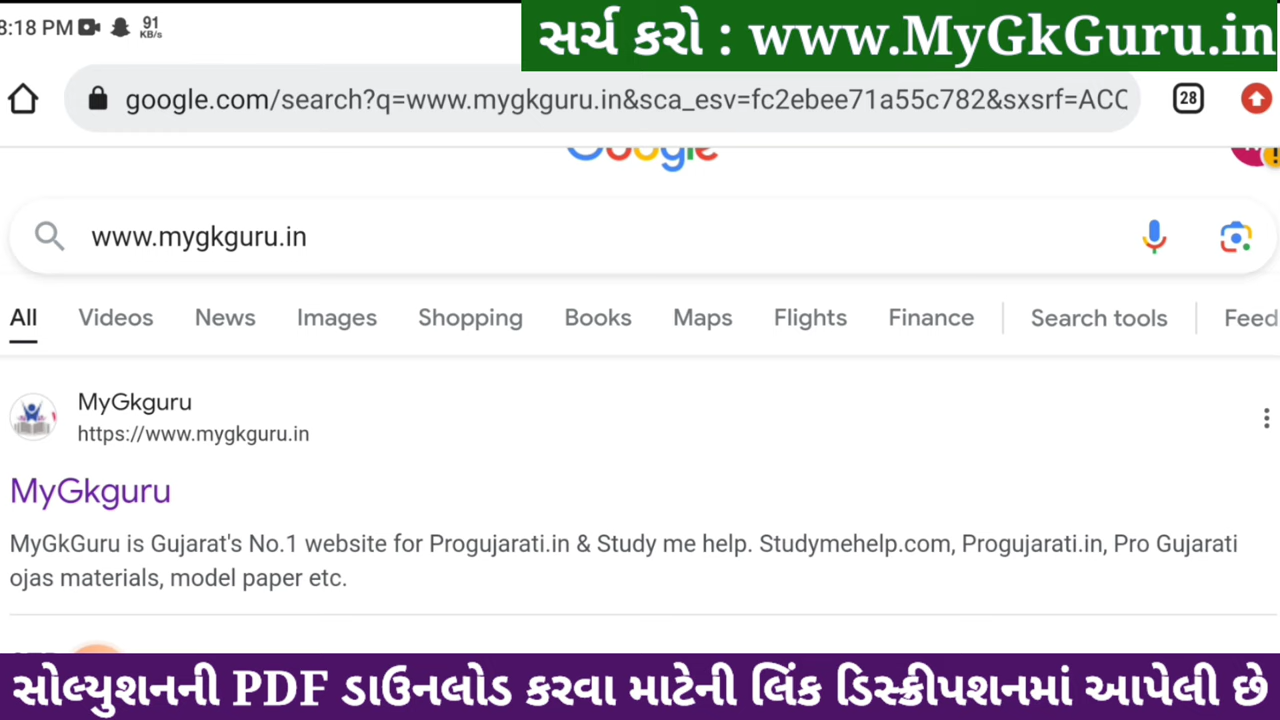 8:18 PM 91 KB/s
સર્ચ કરો : www.MyGkGuru.in
google.com/search?q=www.mygkguru.in&sca_esv=fc2ebee71a55c782&sxsrf=ACC
28
Google
www.mygkguru.in
All Videos News Images Shopping Books Maps Flights Finance Search tools Feed
MyGkguru
https://www.mygkguru.in
MyGkguru
MyGkGuru is Gujarat's No.1 website for Progujarati.in & Study me help. Studymehelp.com, Progujarati.in, Pro Gujarati
ojas materials, model paper etc.
સોલ્યુશનની PDF ડાઉનલોડ કરવા માટેની લિંક ડિસ્ક્રીપશનમાં આપેલી છે